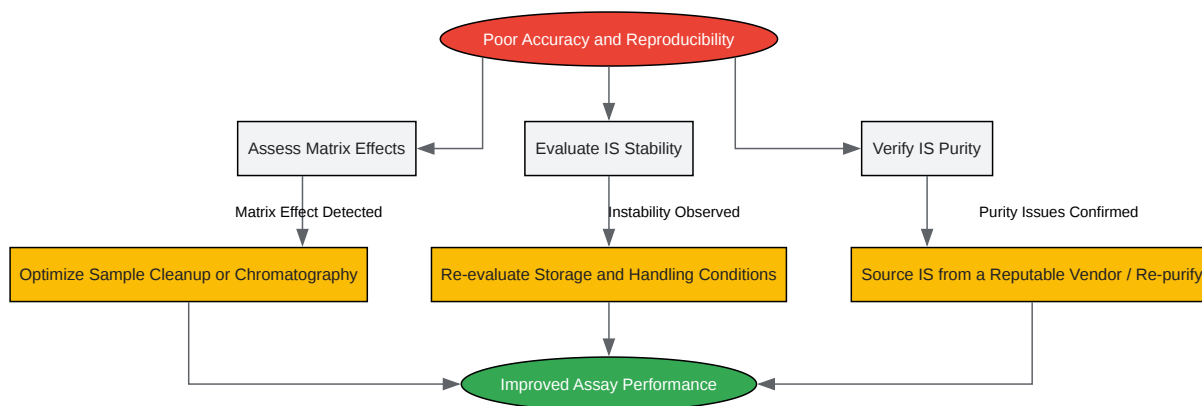 Poor Accuracy and Reproducibility
Assess Matrix Effects
Evaluate IS Stability
Verify IS Purity
Matrix Effect Detected
Instability Observed
Purity Issues Confirmed
Optimize Sample Cleanup or Chromatography
Re-evaluate Storage and Handling Conditions
Source IS from a Reputable Vendor / Re-purify
Improved Assay Performance